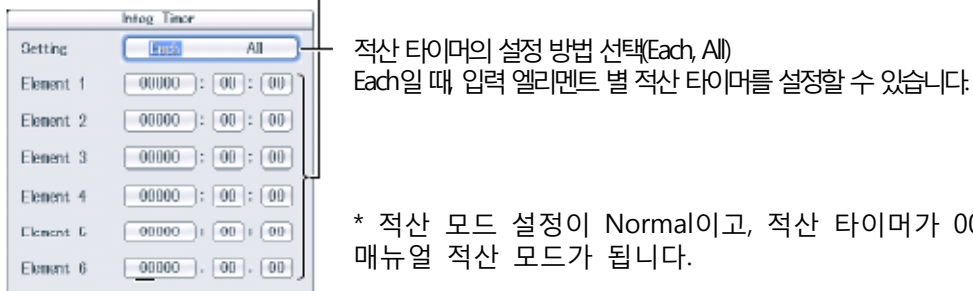 Integ Timer
Setting Each All
Element 1 00000 : 00 : 00
Element 2 00000 : 00 : 00
Element 3 00000 : 00 : 00
Element 4 00000 : 00 : 00
Element 5 00000 : 00 : 00
Element 6 00000 : 00 : 00
적산 타이머의 설정 방법 선택(Each, All)
Each일 때, 입력 엘리먼트 별 적산 타이머를 설정할 수 있습니다.
* 적산 모드 설정이 Normal이고, 적산 타이머가 00
매뉴얼 적산 모드가 됩니다.